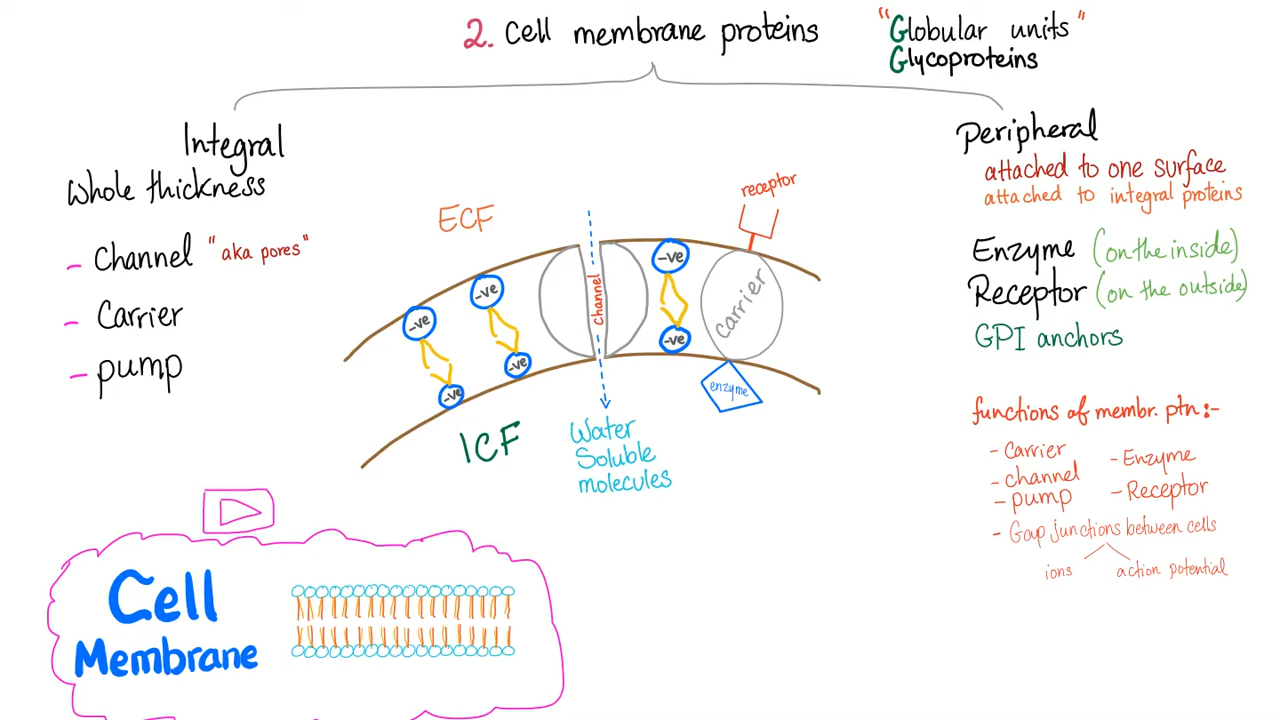 2. Cell membrane proteins
"Globular units"
Glycoproteins
Integral
Whole thickness
- Channel "aka pores"
- Carrier
- pump
Peripheral
attached to one surface
attached to integral proteins
Enzyme (on the inside)
Receptor (on the outside)
GPI anchors
ECF
receptor
-ve
-ve
-ve
-ve
-ve
-ve
channel
carrier
enzyme
ICF
Water
Soluble
molecules
functions of membr. ptn:-
- Carrier
- channel
- pump
- Enzyme
- Receptor
- Gap junctions between cells
ions
action potential
Cell
Membrane